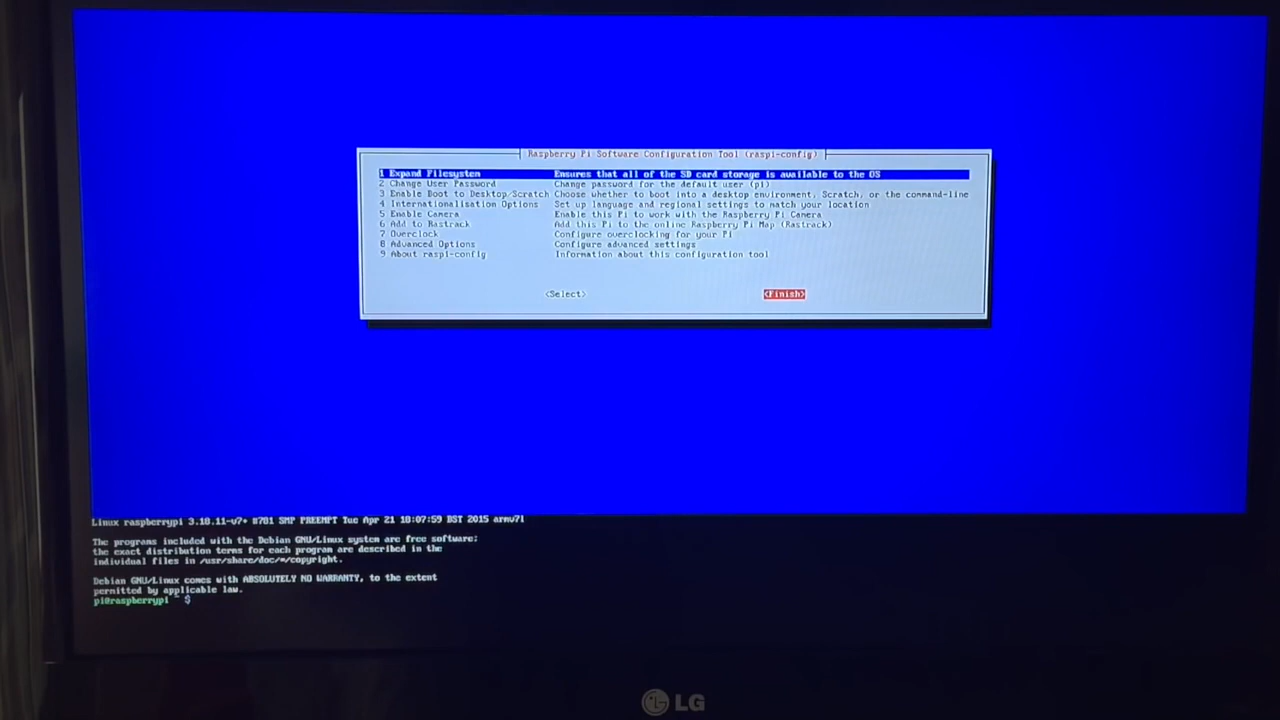 Raspberry Pi Software Configuration Tool (raspi-config)
1 Expand Filesystem Ensures that all of the SD card storage is available to the OS
2 Change User Password Change password for the default user (pi)
3 Enable Boot to Desktop/Scratch Choose whether to boot into a desktop environment, Scratch, or the command-line
4 Internationalisation Options Set up language and regional settings to match your location
5 Enable Camera Enable this Pi to work with the Raspberry Pi Camera
6 Add to Rastrack Add this Pi to the online Raspberry Pi Map (Rastrack)
7 Overclock Configure overclocking for your Pi
8 Advanced Options Configure advanced settings
9 About raspi-config Information about this configuration tool
<Select> <Finish>
Linux raspberrypi 3.18.11-v7+ #781 SMP PREEMPT Tue Apr 21 18:07:59 BST 2015 armv7l
The programs included with the Debian GNU/Linux system are free software;
the exact distribution terms for each program are described in the
individual files in /usr/share/doc/*/copyright.
Debian GNU/Linux comes with ABSOLUTELY NO WARRANTY, to the extent
permitted by applicable law.
pi@raspberrypi ~ $
LG